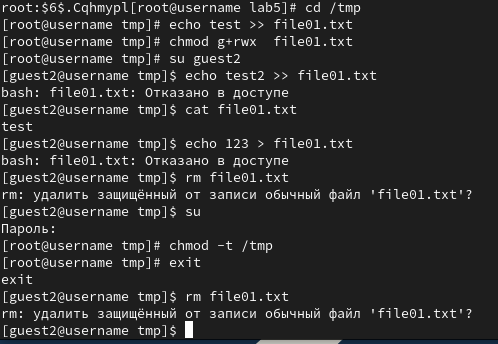 root:$6$.Cqhmypl[root@username lab5]# cd /tmp
[root@username tmp]# echo test >> file01.txt
[root@username tmp]# chmod g+rwx  file01.txt
[root@username tmp]# su guest2
[guest2@username tmp]$ echo test2 >> file01.txt
bash: file01.txt: Отказано в доступе
[guest2@username tmp]$ cat file01.txt
test
[guest2@username tmp]$ echo 123 > file01.txt
bash: file01.txt: Отказано в доступе
[guest2@username tmp]$ rm file01.txt
rm: удалить защищённый от записи обычный файл 'file01.txt'?
[guest2@username tmp]$ su
Пароль:
[root@username tmp]# chmod -t /tmp
[root@username tmp]# exit
exit
[guest2@username tmp]$ rm file01.txt
rm: удалить защищённый от записи обычный файл 'file01.txt'?
[guest2@username tmp]$